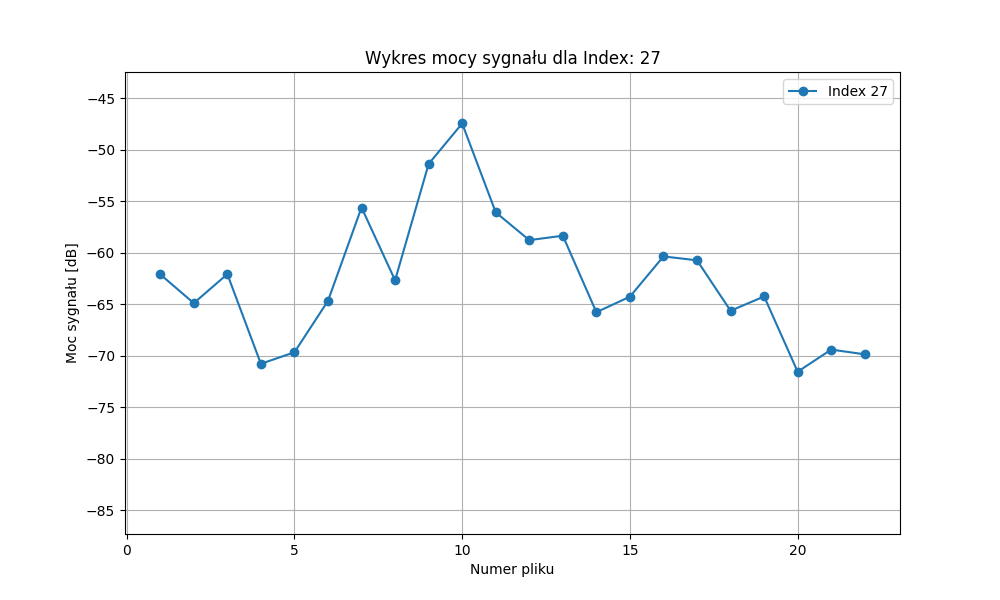 Wykres mocy sygnału dla Index: 27
Index 27
Moc sygnału [dB]
−45
−50
−55
−60
−65
−70
−75
−80
−85
0 5 10 15 20
Numer pliku